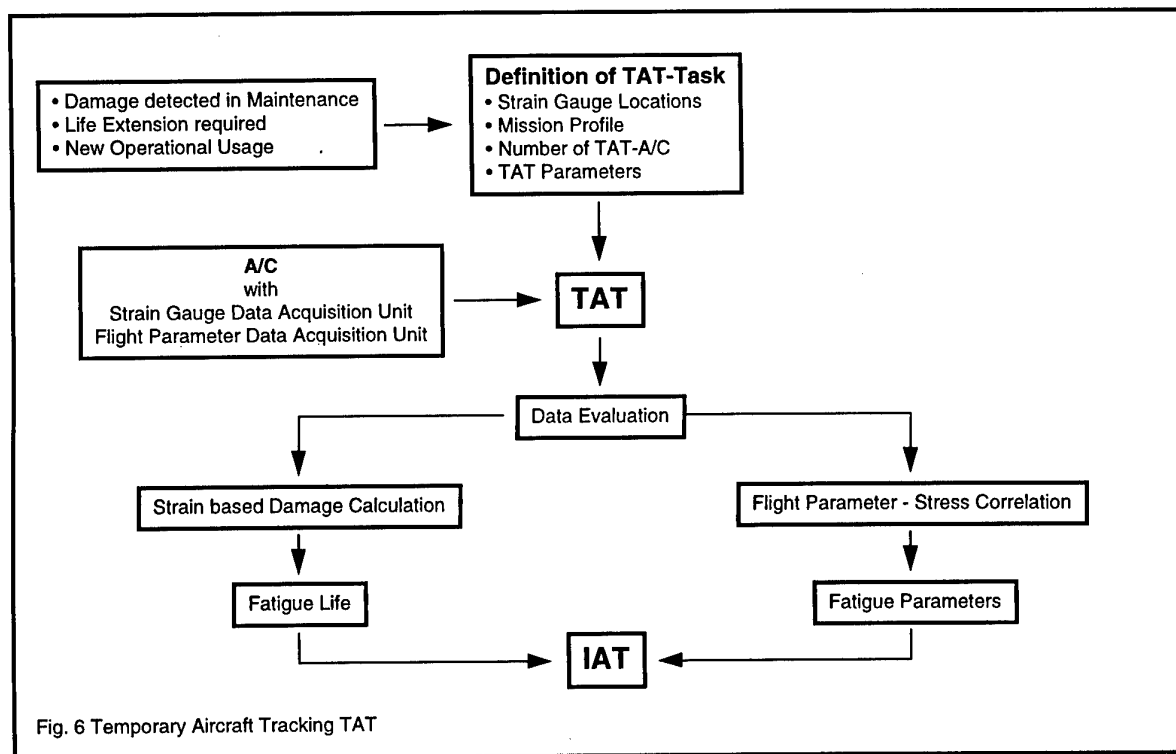 • Damage detected in Maintenance
• Life Extension required
• New Operational Usage
Definition of TAT-Task
• Strain Gauge Locations
• Mission Profile
• Number of TAT-A/C
• TAT Parameters
A/C
with
Strain Gauge Data Acquisition Unit
Flight Parameter Data Acquisition Unit
TAT
Data Evaluation
Strain based Damage Calculation
Flight Parameter - Stress Correlation
Fatigue Life
Fatigue Parameters
IAT
Fig. 6 Temporary Aircraft Tracking TAT